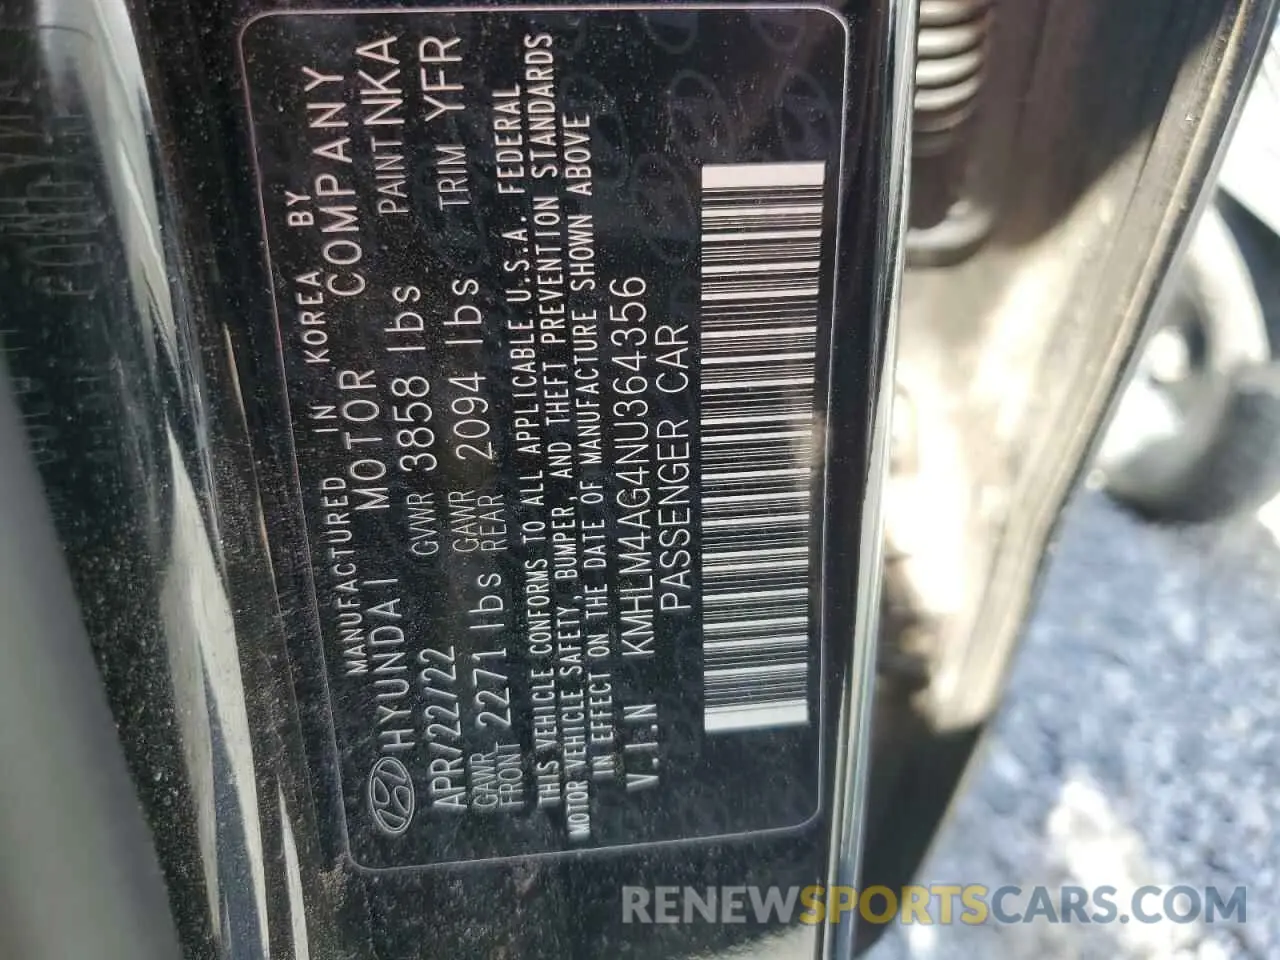 MANUFACTURED IN KOREA BY
HYUNDAI MOTOR COMPANY
APR/22/22 GVWR 3858 lbs PAINT NKA
GAWR FRONT 2271 lbs GAWR REAR 2094 lbs TRIM YFR
THIS VEHICLE CONFORMS TO ALL APPLICABLE U.S.A. FEDERAL
MOTOR VEHICLE SAFETY, BUMPER, AND THEFT PREVENTION STANDARDS
IN EFFECT ON THE DATE OF MANUFACTURE SHOWN ABOVE
V.I.N KMHLM4AG4NU364356
PASSENGER CAR
RENEWSPORTSCARS.COM